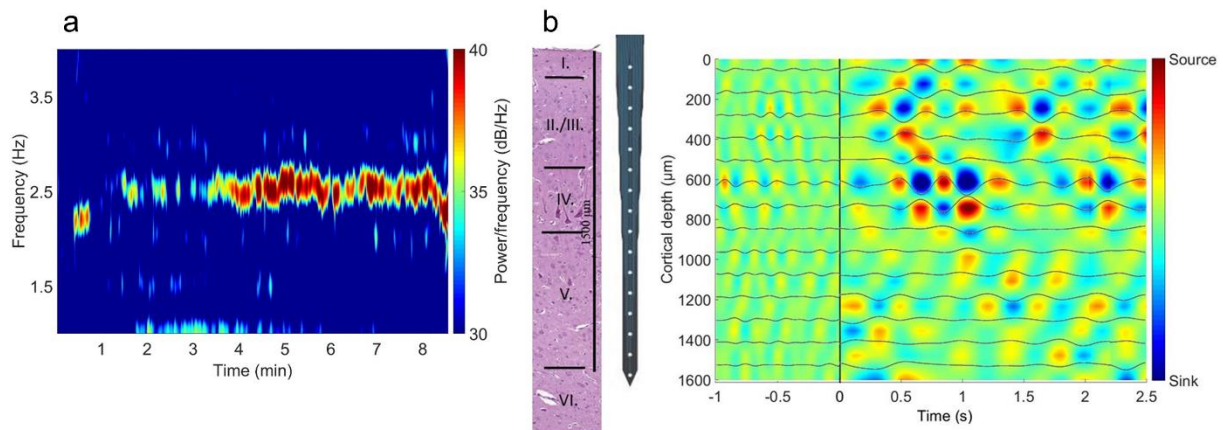 a
3.5
2.5
1.5
Frequency (Hz)
1 2 3 4 5 6 7 8
Time (min)
40
35
30
Power/frequency (dB/Hz)
b
I.
II./III.
IV.
V.
VI.
1500 µm
0
200
400
600
800
1000
1200
1400
1600
Cortical depth (µm)
-1 -0.5 0 0.5 1 1.5 2 2.5
Time (s)
Source
Sink